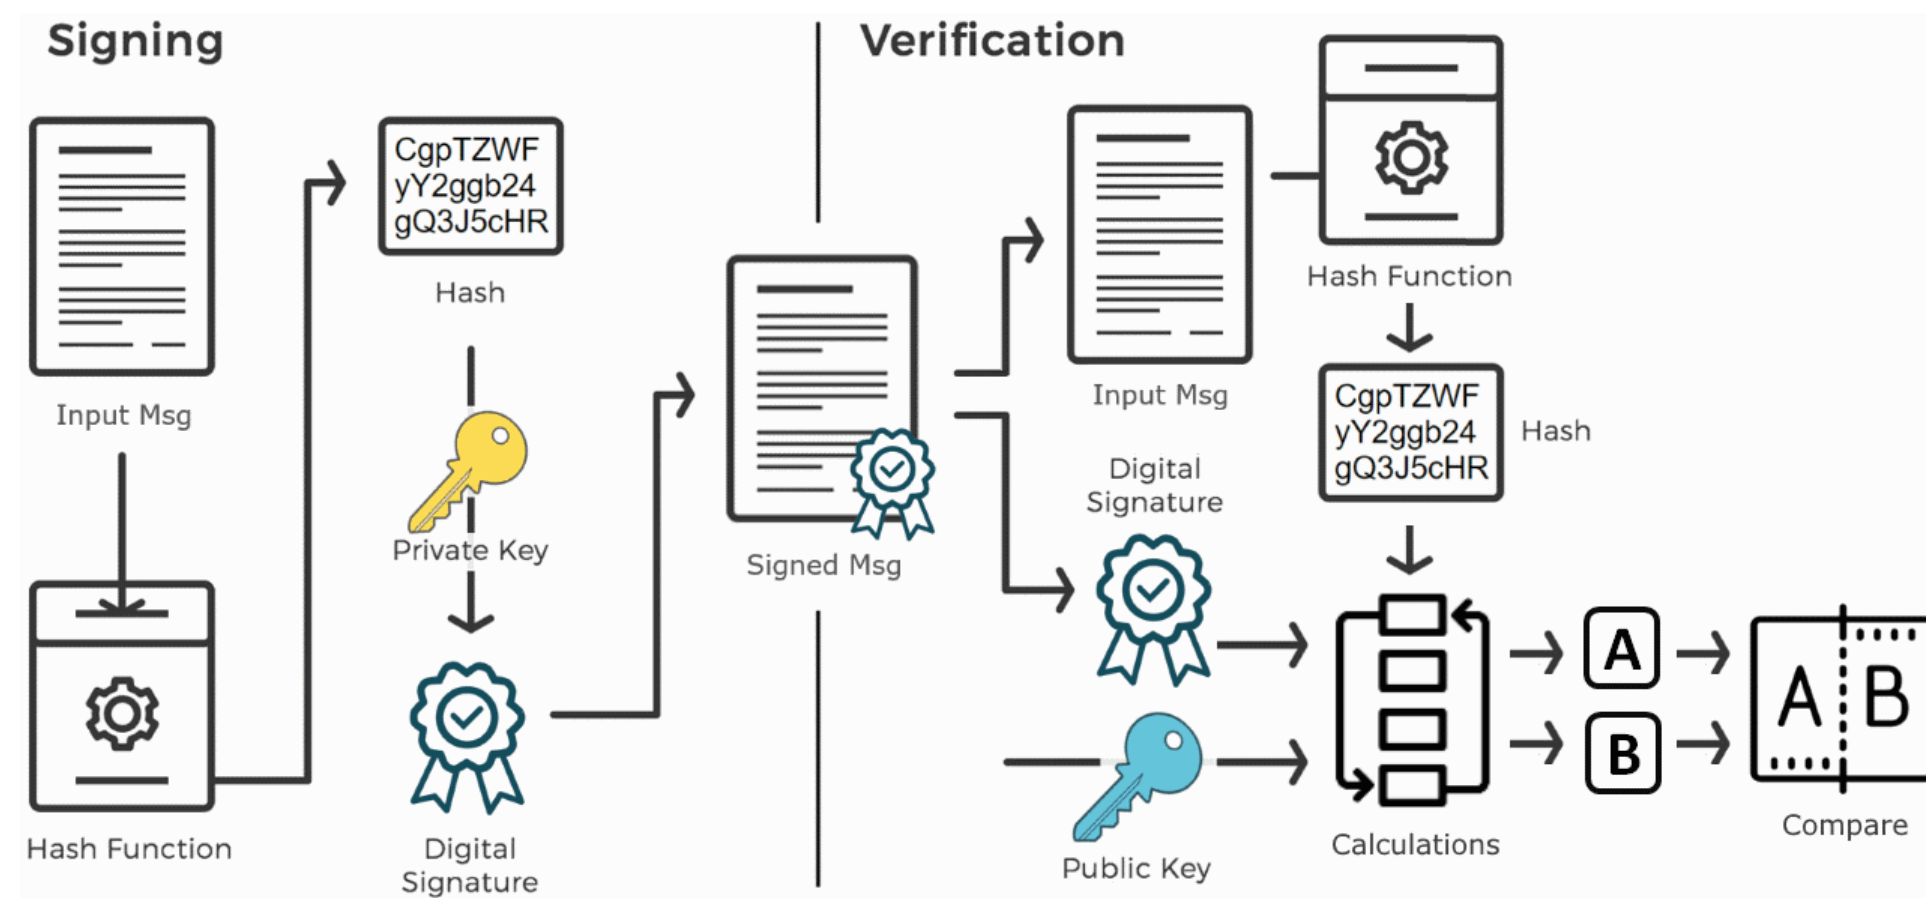 Signing
Input Msg
Hash Function
CgpTZWF
yY2ggb24
gQ3J5cHR
Hash
Private Key
Digital
Signature
Signed Msg
Verification
Input Msg
Hash Function
CgpTZWF
yY2ggb24
gQ3J5cHR
Hash
Digital
Signature
Public Key
Calculations
A
B
A B
Compare